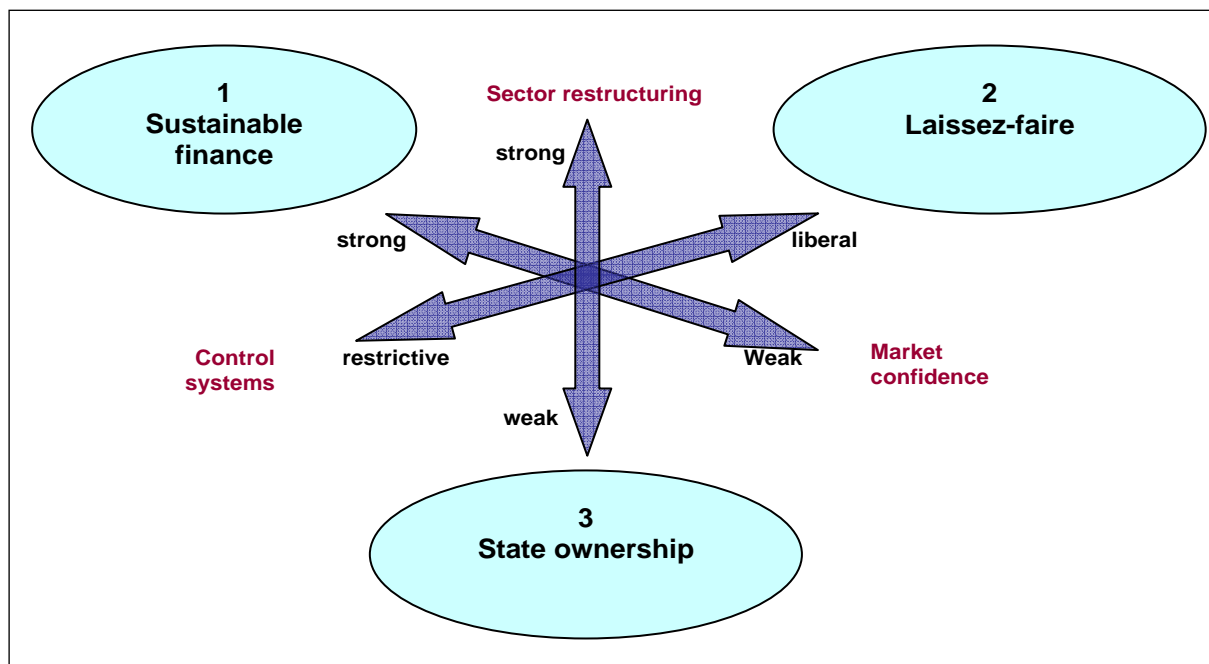 1
Sustainable
finance
2
Laissez-faire
Sector restructuring
strong
strong
liberal
Control
systems
restrictive
Weak
Market
confidence
weak
3
State ownership